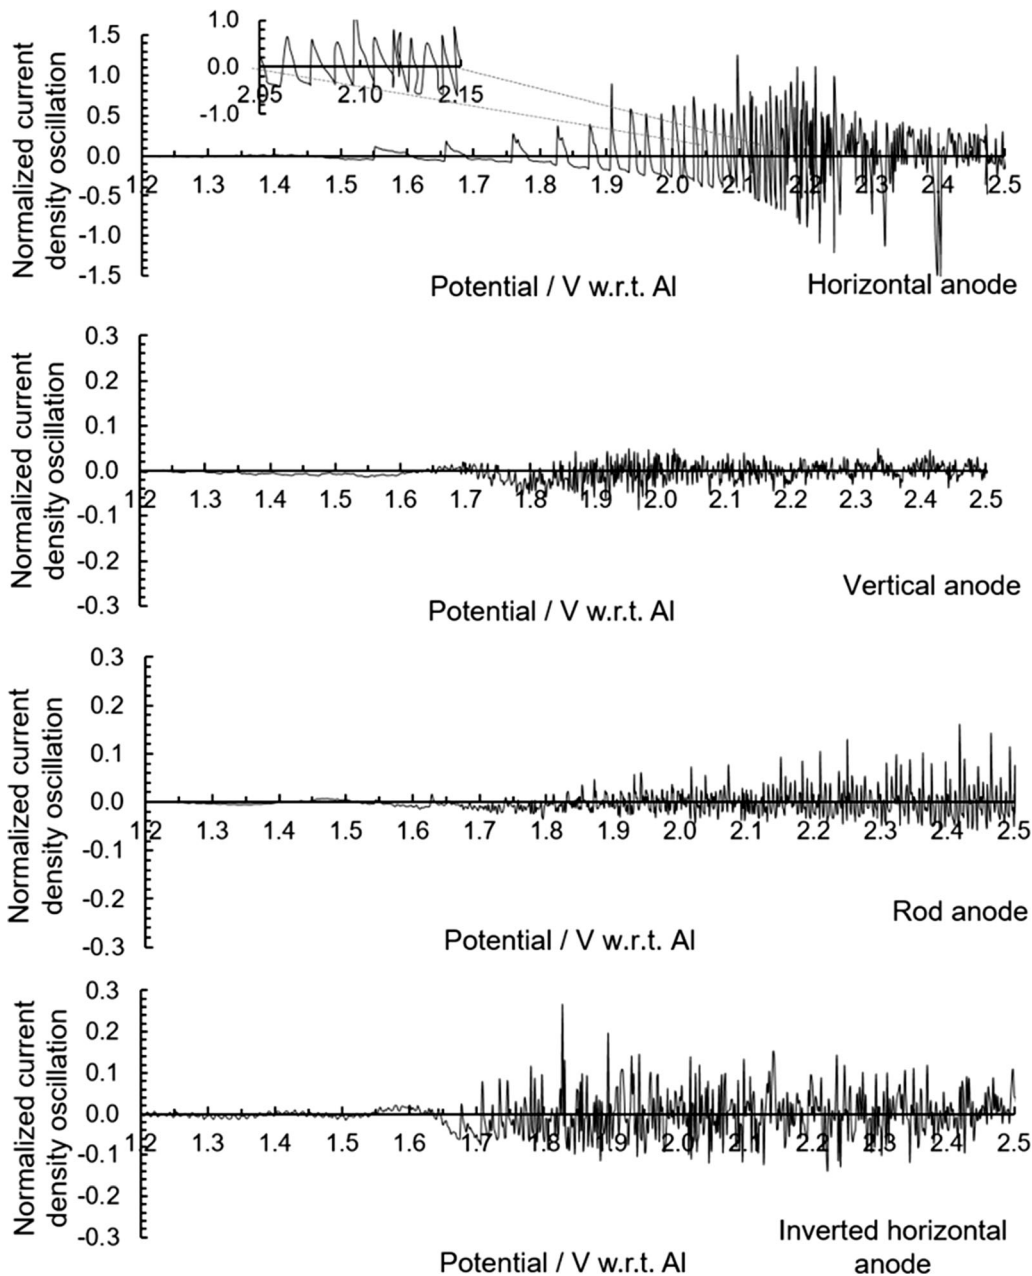 1.0
0.0
-1.0
2.05 2.10 2.15
Normalized current
density oscillation
1.5
1.0
0.5
0.0
-0.5
-1.0
-1.5
1.2 1.3 1.4 1.5 1.6 1.7 1.8 1.9 2.0 2.1 2.2 2.3 2.4 2.5
Potential / V w.r.t. Al
Horizontal anode
Normalized current
density oscillation
0.3
0.2
0.1
0.0
-0.1
-0.2
-0.3
1.2 1.3 1.4 1.5 1.6 1.7 1.8 1.9 2.0 2.1 2.2 2.3 2.4 2.5
Vertical anode
Potential / V w.r.t. Al
Normalized current
density oscillation
0.3
0.2
0.1
0.0
-0.1
-0.2
-0.3
1.2 1.3 1.4 1.5 1.6 1.7 1.8 1.9 2.0 2.1 2.2 2.3 2.4 2.5
Rod anode
Potential / V w.r.t. Al
Normalized current
density oscillation
0.3
0.2
0.1
0.0
-0.1
-0.2
-0.3
1.2 1.3 1.4 1.5 1.6 1.7 1.8 1.9 2.0 2.1 2.2 2.3 2.4 2.5
Inverted horizontal
anode
Potential / V w.r.t. Al